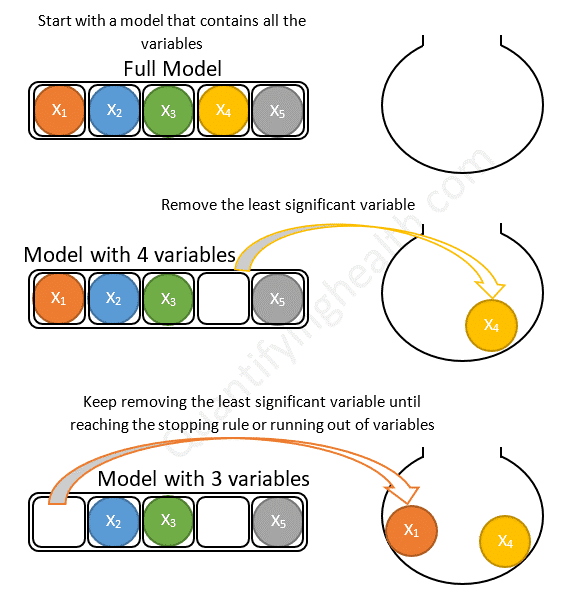 Start with a model that contains all the
variables
Full Model
X₁ X₂ X₃ X₄ X₅
Remove the least significant variable
Model with 4 variables
X₁ X₂ X₃ X₅
X₄
Keep removing the least significant variable until
reaching the stopping rule or running out of variables
Model with 3 variables
X₂ X₃ X₅
X₁ X₄
Quantifyinghealth.com